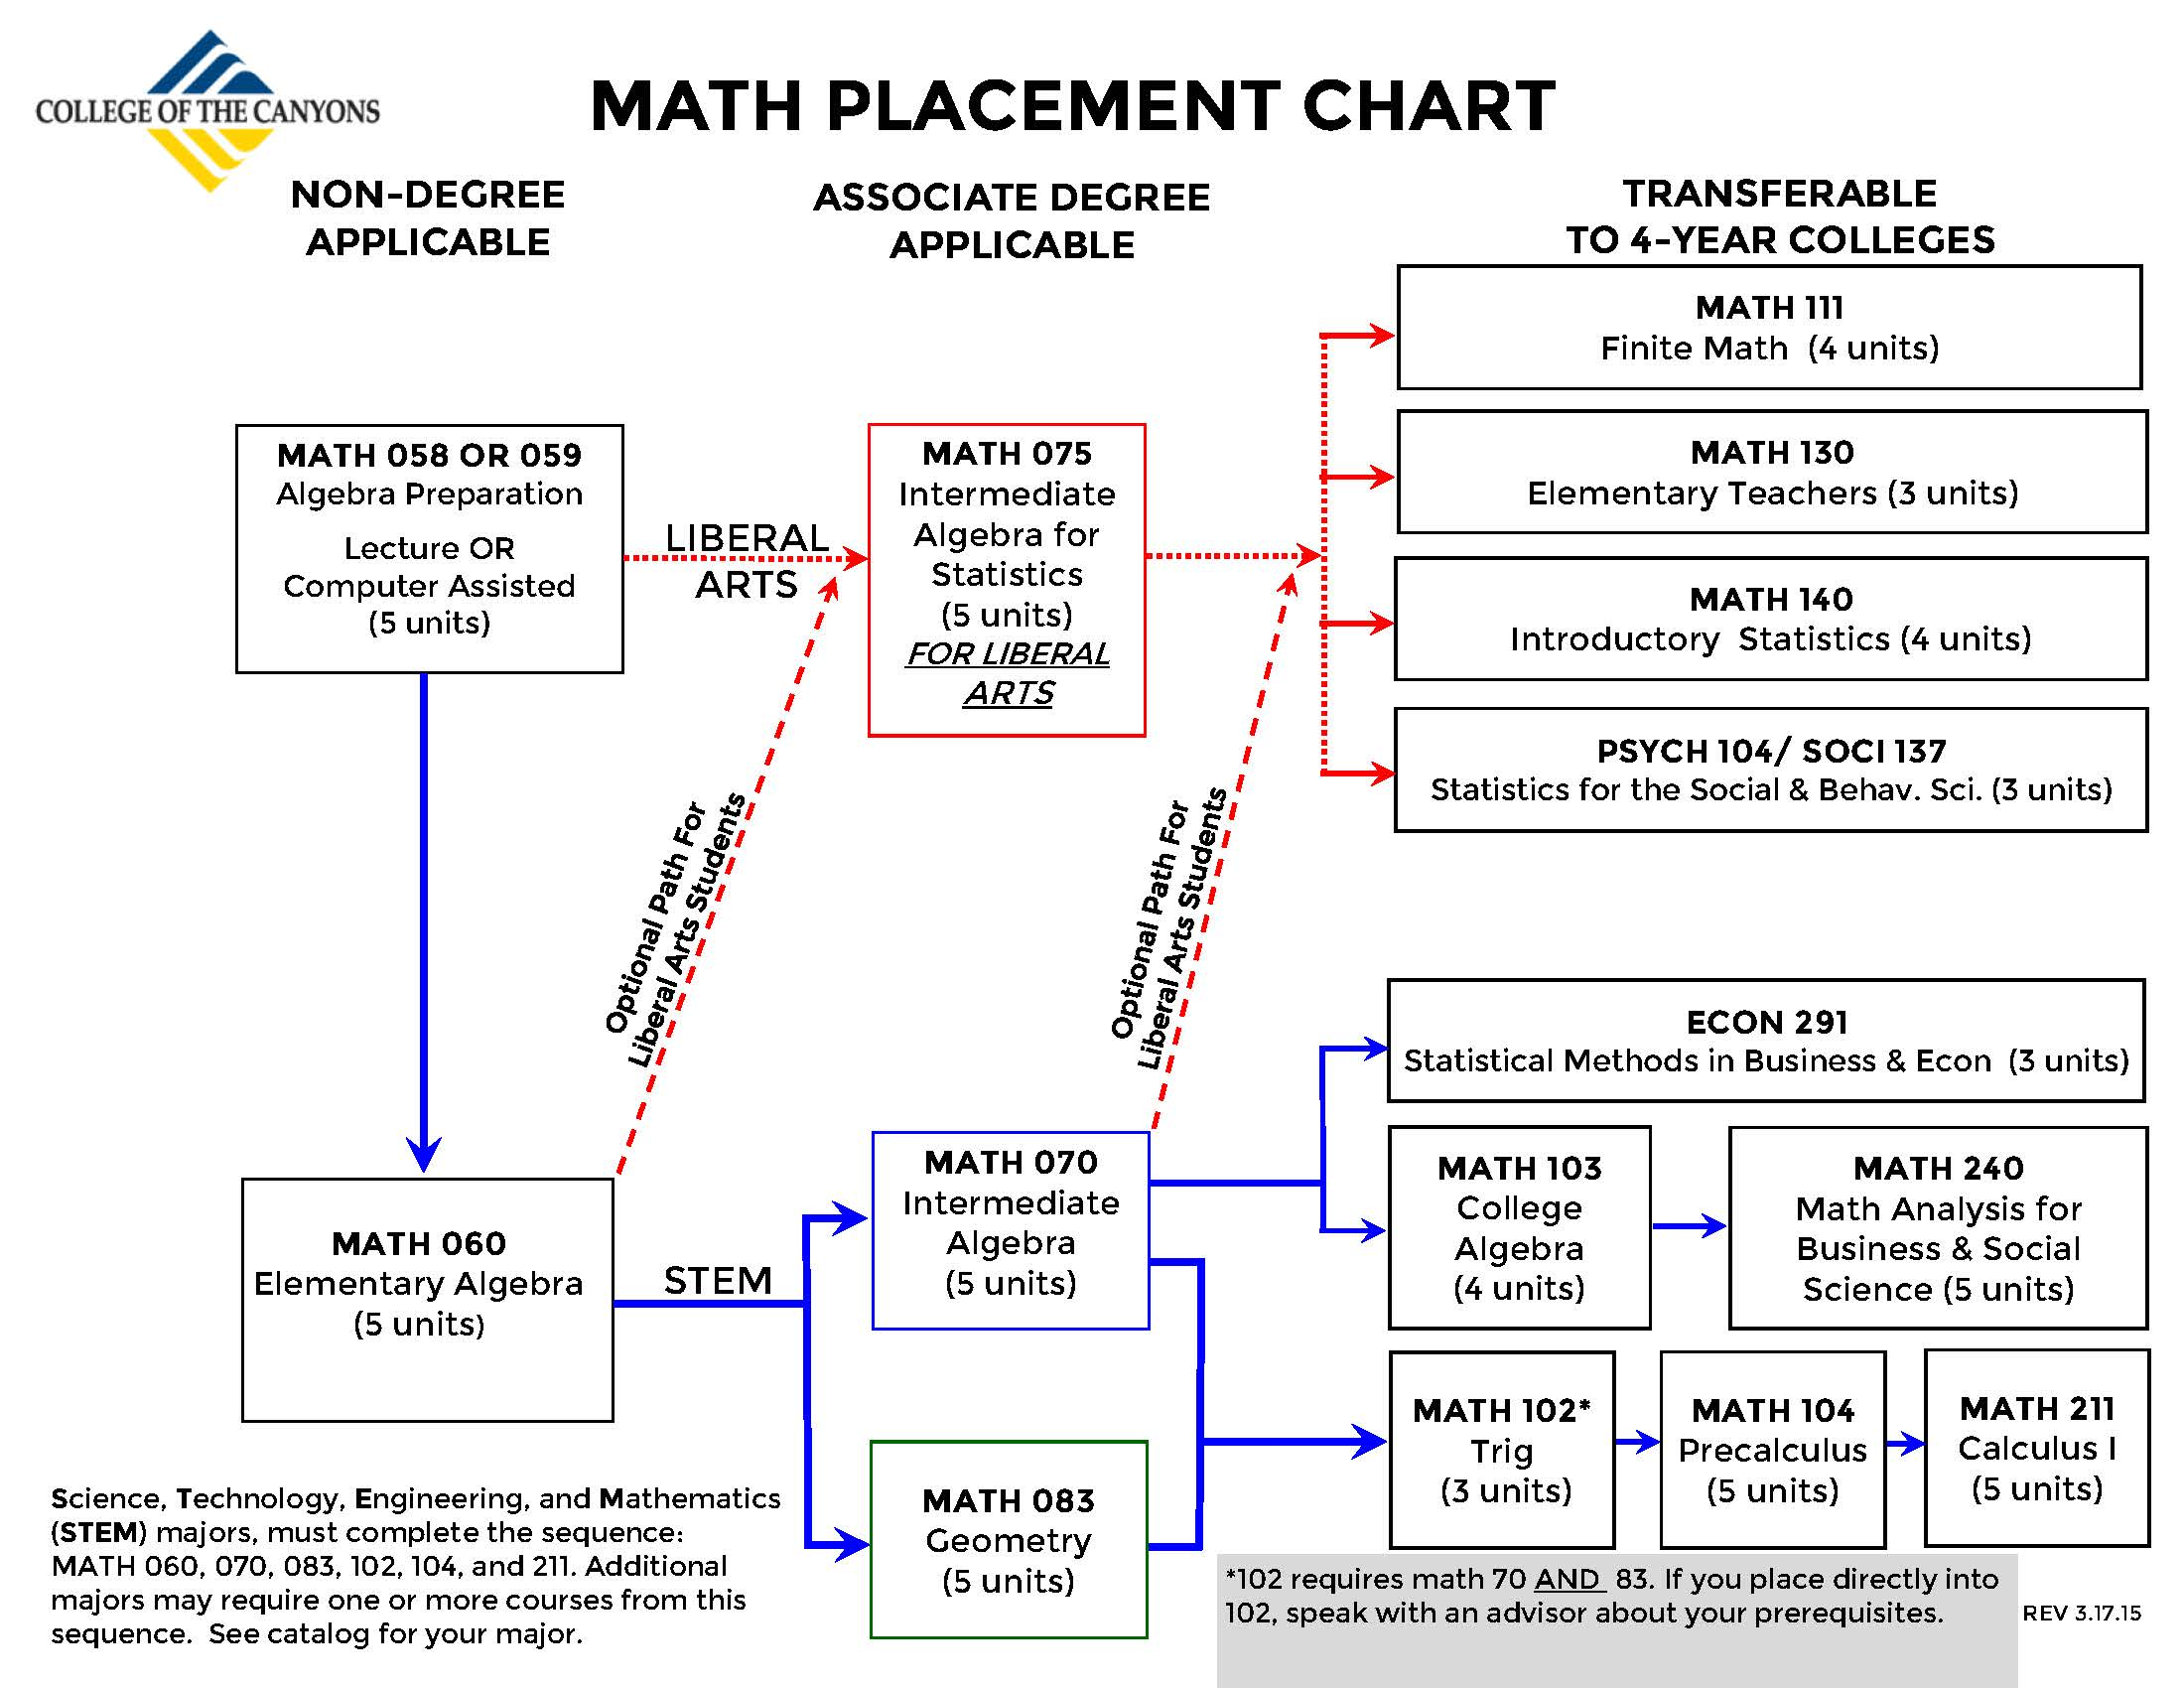 COLLEGE OF THE CANYONS
MATH PLACEMENT CHART
NON-DEGREE
APPLICABLE
ASSOCIATE DEGREE
APPLICABLE
TRANSFERABLE
TO 4-YEAR COLLEGES
MATH 058 OR 059
Algebra Preparation
Lecture OR
Computer Assisted
(5 units)
LIBERAL
ARTS
MATH 075
Intermediate
Algebra for
Statistics
(5 units)
FOR LIBERAL
ARTS
MATH 111
Finite Math (4 units)
MATH 130
Elementary Teachers (3 units)
MATH 140
Introductory Statistics (4 units)
PSYCH 104/ SOCI 137
Statistics for the Social & Behav. Sci. (3 units)
Optional Path For
Liberal Arts Students
Optional Path For
Liberal Arts Students
MATH 060
Elementary Algebra
(5 units)
STEM
MATH 070
Intermediate
Algebra
(5 units)
MATH 083
Geometry
(5 units)
ECON 291
Statistical Methods in Business & Econ (3 units)
MATH 103
College
Algebra
(4 units)
MATH 240
Math Analysis for
Business & Social
Science (5 units)
MATH 102*
Trig
(3 units)
MATH 104
Precalculus
(5 units)
MATH 211
Calculus I
(5 units)
Science, Technology, Engineering, and Mathematics
(STEM) majors, must complete the sequence:
MATH 060, 070, 083, 102, 104, and 211. Additional
majors may require one or more courses from this
sequence. See catalog for your major.
*102 requires math 70 AND 83. If you place directly into
102, speak with an advisor about your prerequisites.
REV 3.17.15